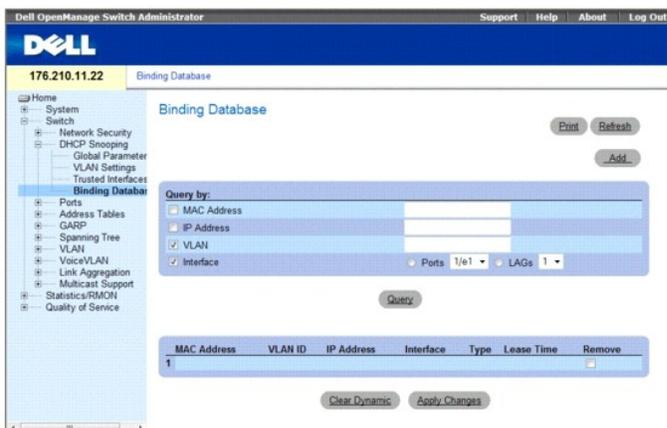 Dell OpenManage Switch Administrator Support Help About Log Out
DELL
176.210.11.22 Binding Database
Home
System
Switch
Network Security
DHCP Snooping
Global Parameter
VLAN Settings
Trusted Interfaces
Binding Databas
Ports
Address Tables
GARP
Spanning Tree
VLAN
VoiceVLAN
Link Aggregation
Multicast Support
Statistics/RMON
Quality of Service
Binding Database
Print Refresh
Add
Query by:
MAC Address
IP Address
VLAN
Interface Ports 1/e1 LAGs 1
Query
MAC Address VLAN ID IP Address Interface Type Lease Time Remove
1
Clear Dynamic Apply Changes